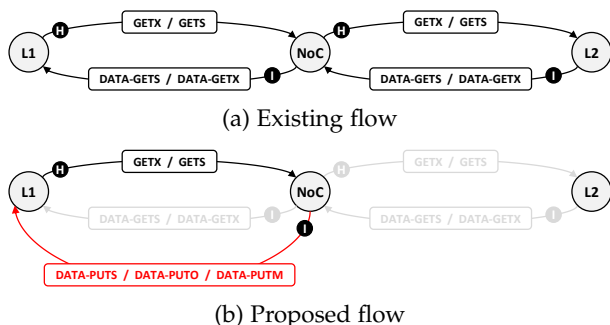 H GETX / GETS H GETX / GETS
L1 NoC L2
DATA-GETS / DATA-GETX I DATA-GETS / DATA-GETX I
(a) Existing flow
H GETX / GETS H GETX / GETS
L1 NoC L2
DATA-GETS / DATA-GETX I DATA-GETS / DATA-GETX I
I
DATA-PUTS / DATA-PUTO / DATA-PUTM
(b) Proposed flow